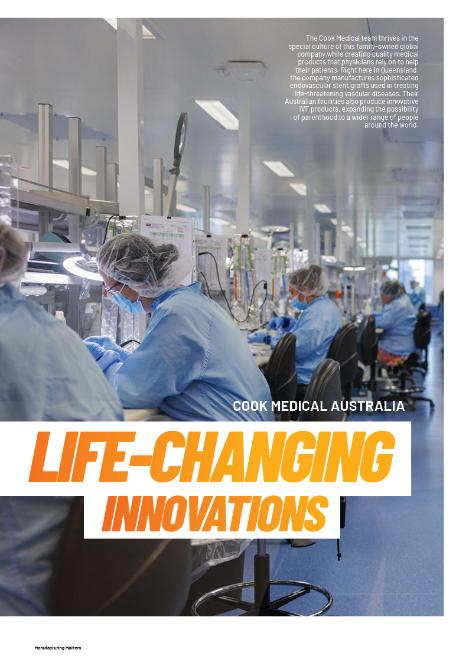 The Cook Medical team thrives in the
special culture of this family-owned global
company while creating quality medical
products that physicians rely on to help
their patients. Right here in Queensland,
the company manufactures sophisticated
endovascular stent grafts used in treating
life-threatening vascular diseases. Their
Australian facilities also produce innovative
IVF products, expanding the possibility
of parenthood to a wider range of people
around the world.
COOK MEDICAL AUSTRALIA
LIFE-CHANGING
INNOVATIONS
Manufacturing Matters